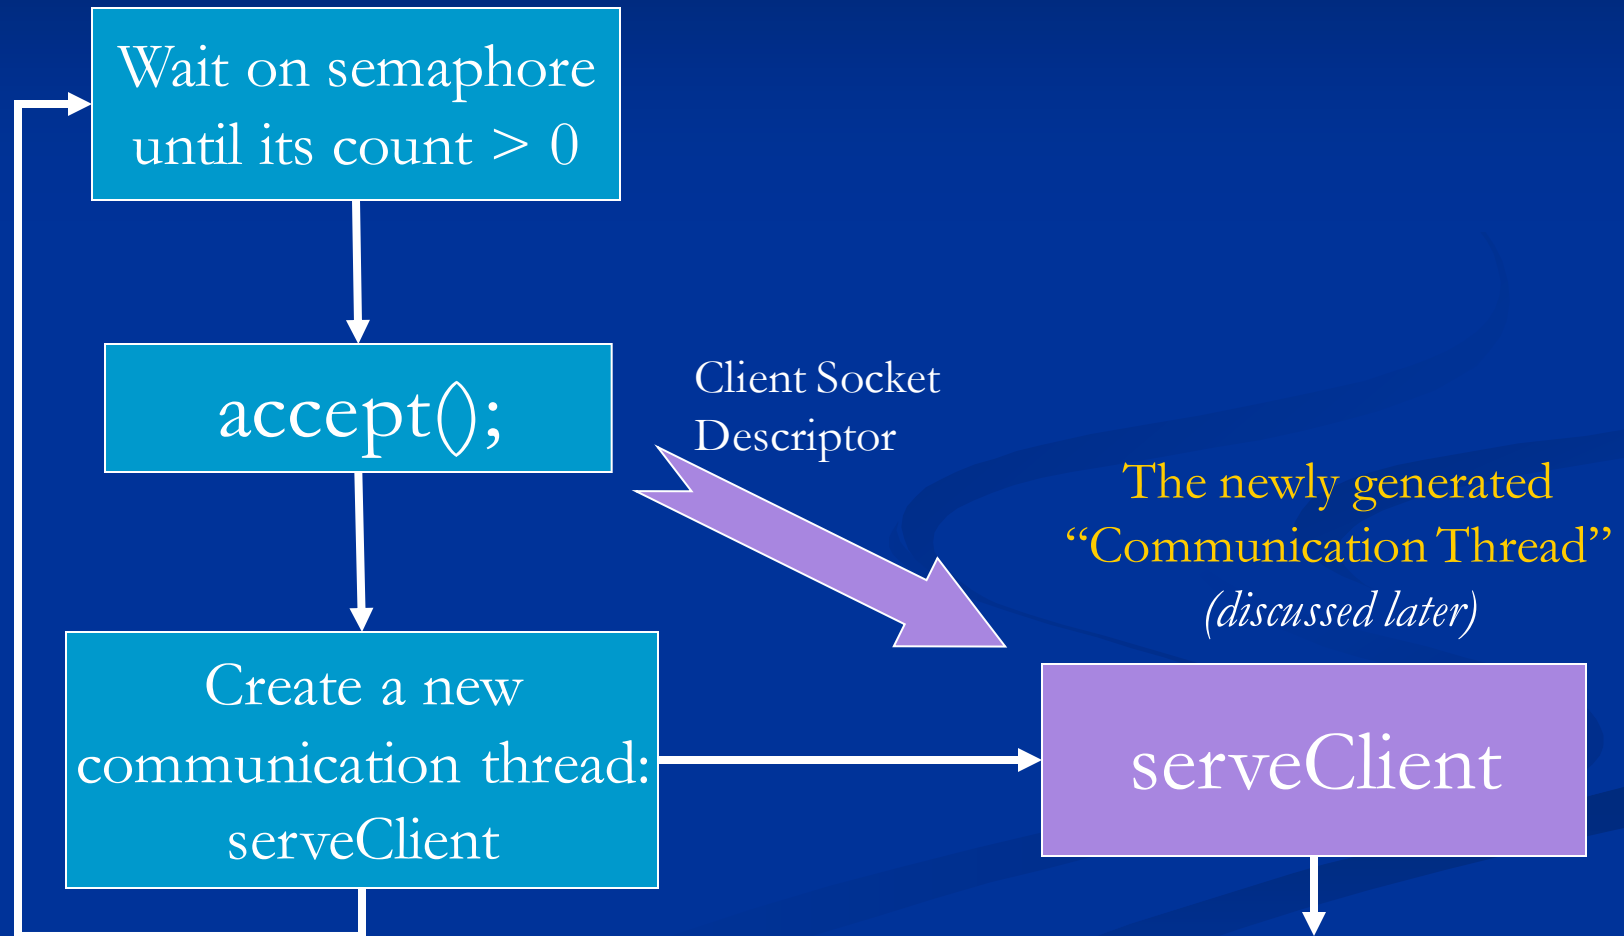 Wait on semaphore
until its count > 0
accept();
Client Socket
Descriptor
The newly generated
“Communication Thread”
(discussed later)
Create a new
communication thread:
serveClient
serveClient